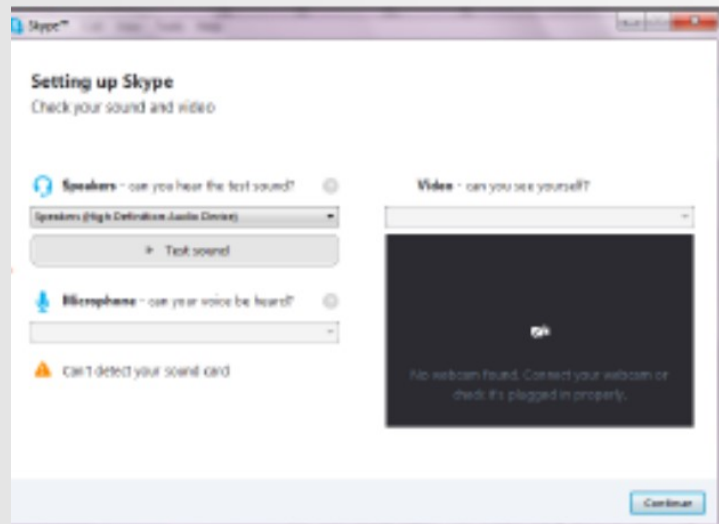 Skype™
Tools Help
Setting up Skype
Check your sound and video
Speakers - can you hear the test sound?
Speakers (High Definition Audio Device)
Test sound
Microphone - can your voice be heard?
Can't detect your sound card
Video - can you see yourself?
No webcam found. Connect your webcam or
check it's plugged in properly.
Continue